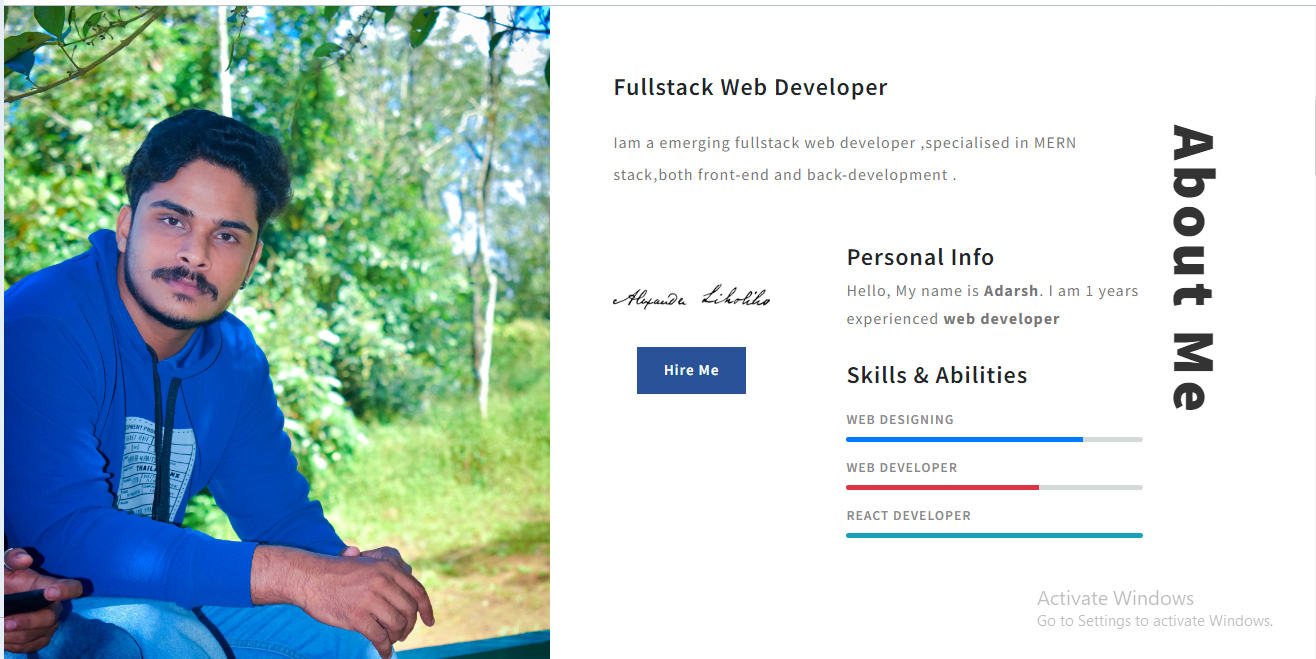 Fullstack Web Developer
Iam a emerging fullstack web developer ,specialised in MERN
stack,both front-end and back-development .
About Me
Personal Info
Hello, My name is Adarsh. I am 1 years
experienced web developer
Hire Me
Skills & Abilities
WEB DESIGNING
WEB DEVELOPER
REACT DEVELOPER
THAILAND
Activate Windows
Go to Settings to activate Windows.